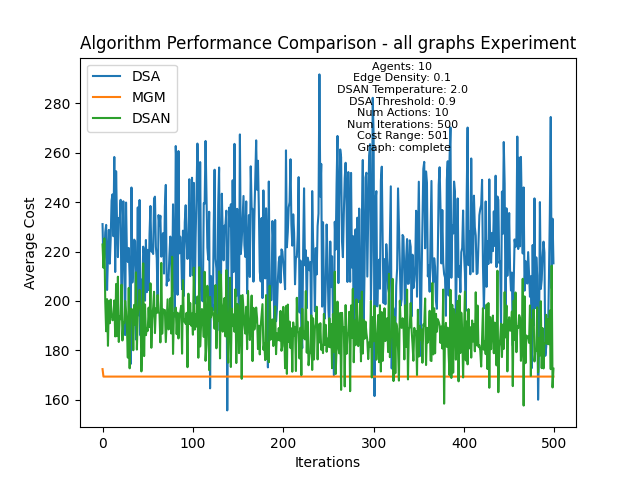 Algorithm Performance Comparison - all graphs Experiment
DSA
MGM
DSAN
Agents: 10
Edge Density: 0.1
DSAN Temperature: 2.0
DSA Threshold: 0.9
Num Actions: 10
Num Iterations: 500
Cost Range: 501
Graph: complete
Average Cost
280
260
240
220
200
180
160
0
100
200
300
400
500
Iterations